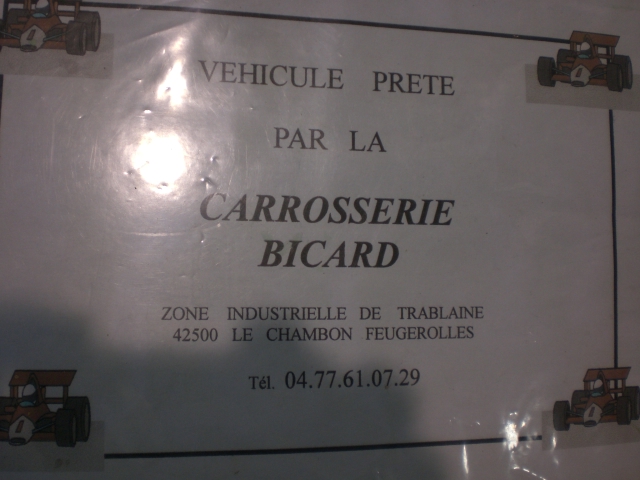 VEHICULE PRETE
PAR LA
CARROSSERIE
BICARD
ZONE INDUSTRIELLE DE TRABLAINE
42500 LE CHAMBON FEUGEROLLES
Tél. 04.77.61.07.29